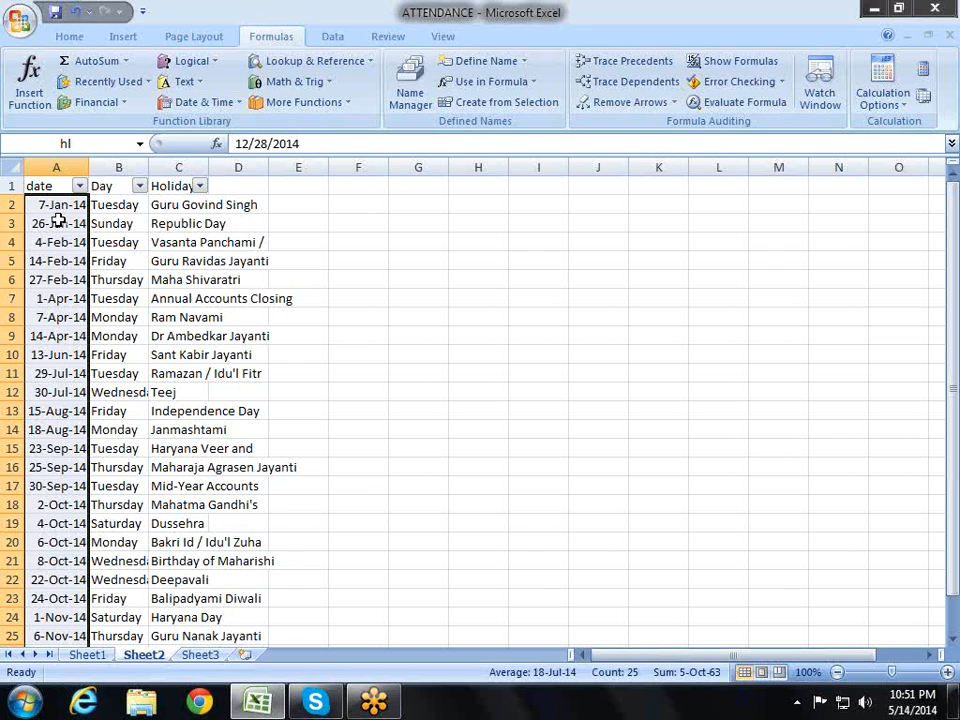 ATTENDANCE - Microsoft Excel
Home Insert Page Layout Formulas Data Review View
fx Insert Function
Σ AutoSum
Recently Used
Financial
Logical
Text
Date & Time
Lookup & Reference
Math & Trig
More Functions
Function Library
Name Manager
Define Name
Use in Formula
Create from Selection
Defined Names
Trace Precedents
Trace Dependents
Remove Arrows
Show Formulas
Error Checking
Evaluate Formula
Formula Auditing
Watch Window
Calculation Options
Calculation
hl fx 12/28/2014
A B C D E F G H I J K L M N O
1 date Day Holiday
2 7-Jan-14 Tuesday Guru Govind Singh
3 26-Jan-14 Sunday Republic Day
4 4-Feb-14 Tuesday Vasanta Panchami /
5 14-Feb-14 Friday Guru Ravidas Jayanti
6 27-Feb-14 Thursday Maha Shivaratri
7 1-Apr-14 Tuesday Annual Accounts Closing
8 7-Apr-14 Monday Ram Navami
9 14-Apr-14 Monday Dr Ambedkar Jayanti
10 13-Jun-14 Friday Sant Kabir Jayanti
11 29-Jul-14 Tuesday Ramazan / Idu'l Fitr
12 30-Jul-14 Wednesda Teej
13 15-Aug-14 Friday Independence Day
14 18-Aug-14 Monday Janmashtami
15 23-Sep-14 Tuesday Haryana Veer and
16 25-Sep-14 Thursday Maharaja Agrasen Jayanti
17 30-Sep-14 Tuesday Mid-Year Accounts
18 2-Oct-14 Thursday Mahatma Gandhi's
19 4-Oct-14 Saturday Dussehra
20 6-Oct-14 Monday Bakri Id / Idu'l Zuha
21 8-Oct-14 Wednesda Birthday of Maharishi
22 22-Oct-14 Wednesda Deepavali
23 24-Oct-14 Friday Balipadyami Diwali
24 1-Nov-14 Saturday Haryana Day
25 6-Nov-14 Thursday Guru Nanak Jayanti
Sheet1 Sheet2 Sheet3
Ready Average: 18-Jul-14 Count: 25 Sum: 5-Oct-63 100%
10:51 PM
5/14/2014